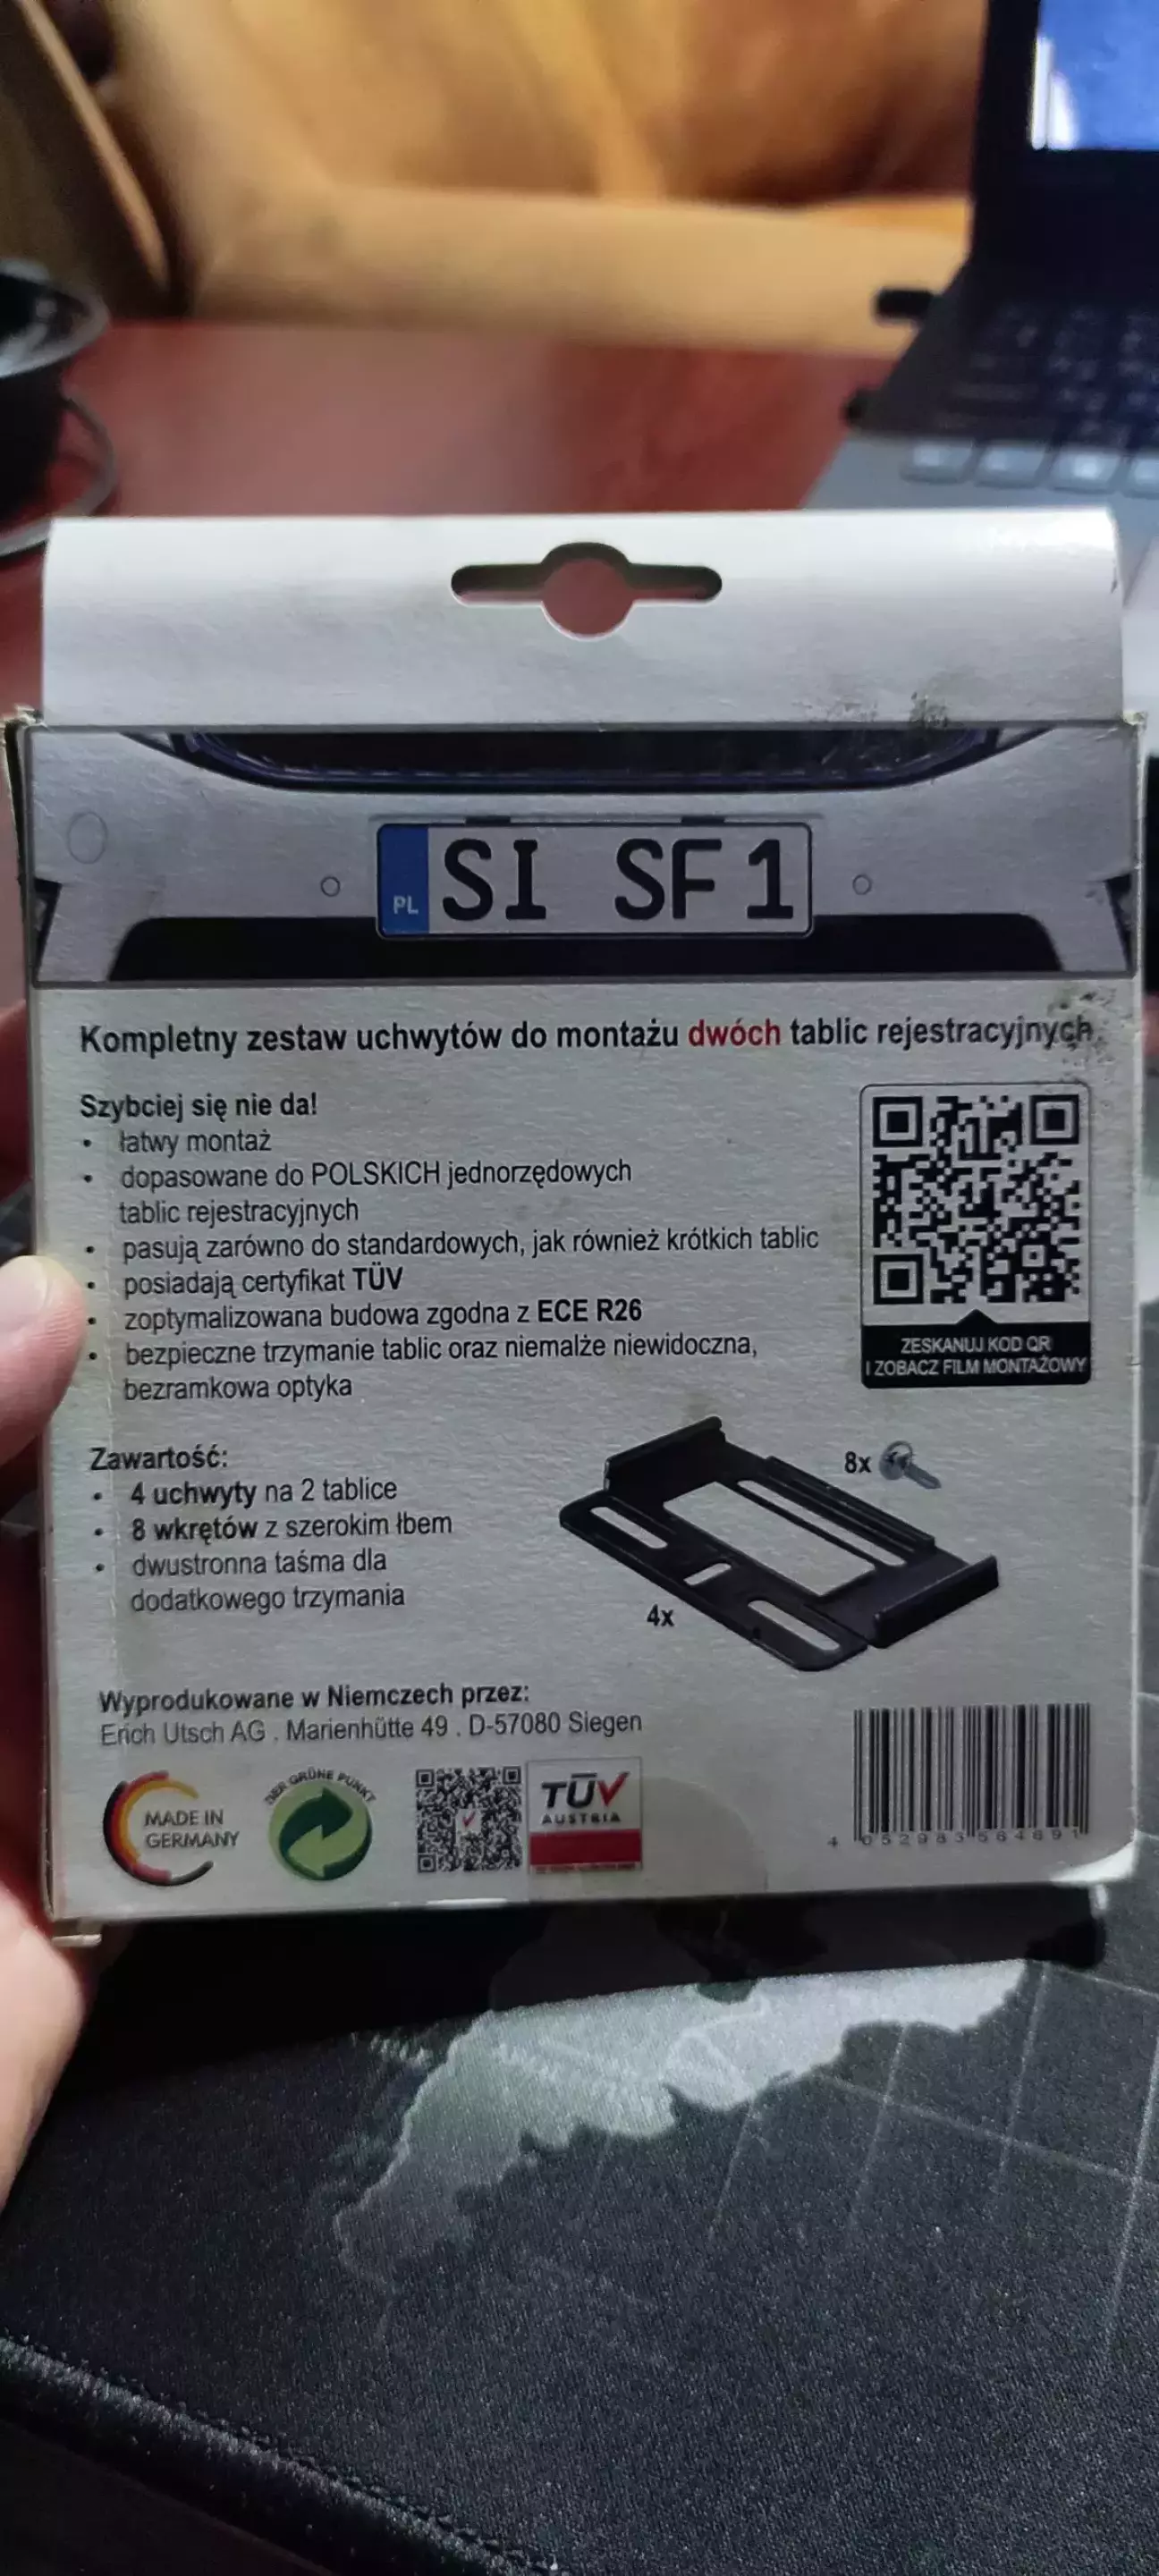 PL SI SF1
Kompletny zestaw uchwytów do montażu dwóch tablic rejestracyjnych
Szybciej się nie da!
• łatwy montaż
• dopasowane do POLSKICH jednorzędowych
tablic rejestracyjnych
• pasują zarówno do standardowych, jak również krótkich tablic
• posiadają certyfikat TÜV
• zoptymalizowana budowa zgodna z ECE R26
• bezpieczne trzymanie tablic oraz niemalże niewidoczna,
bezramkowa optyka
ZESKANUJ KOD QR
I ZOBACZ FILM MONTAŻOWY
Zawartość:
• 4 uchwyty na 2 tablice
• 8 wkrętów z szerokim łbem
• dwustronna taśma dla
dodatkowego trzymania
8x
4x
Wyprodukowane w Niemczech przez:
Erich Utsch AG . Marienhütte 49 . D-57080 Siegen
MADE IN
GERMANY
DER GRÜNE PUNKT
TÜV
AUSTRIA
4 052983 564691